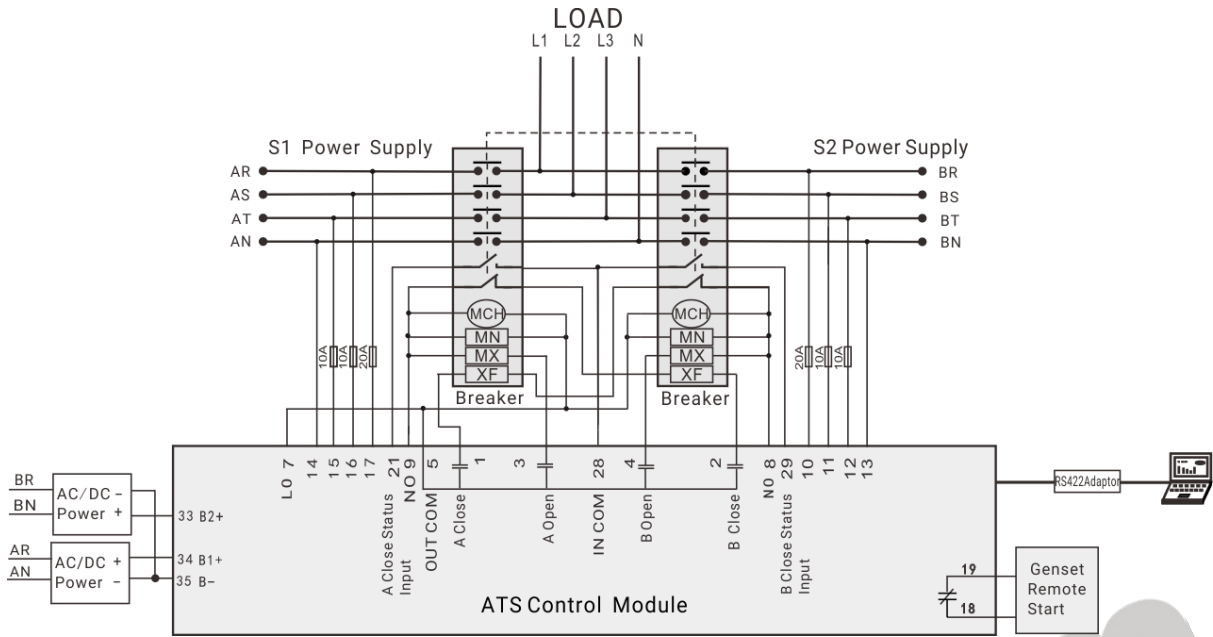 LOAD
L1 L2 L3 N
S1 Power Supply
S2 Power Supply
AR
BR
AS
BS
AT
BT
AN
BN
MCH
MCH
MN
MN
MX
MX
XF
XF
10A
10A
20A
20A
10A
10A
Breaker
Breaker
L0 7
14
15
16
17
21
A Close Status
Input
N0 9
5
OUT COM
1
A Close
3
A Open
28
IN COM
4
B Open
2
B Close
N0 8
29
B Close Status
Input
10
11
12
13
BR
BN
AC/DC -
Power +
33 B2+
AR
AN
AC/DC +
Power -
34 B1+
35 B-
RS422Adaptor
19
18
Genset
Remote
Start
ATS Control Module